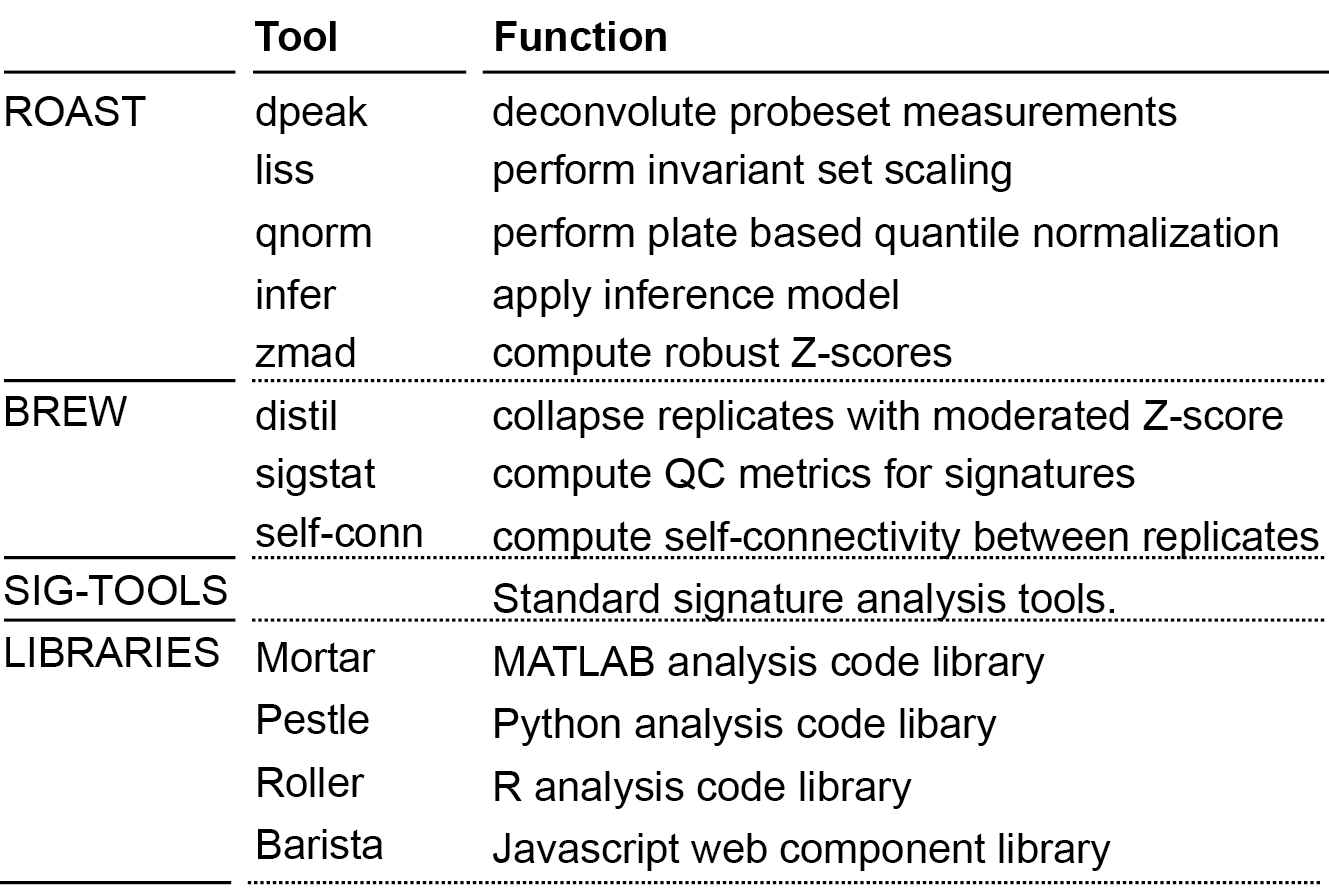 Tool Function
ROAST dpeak deconvolute probeset measurements
liss perform invariant set scaling
qnorm perform plate based quantile normalization
infer apply inference model
zmad compute robust Z-scores
BREW distil collapse replicates with moderated Z-score
sigstat compute QC metrics for signatures
self-conn compute self-connectivity between replicates
SIG-TOOLS Standard signature analysis tools.
LIBRARIES Mortar MATLAB analysis code library
Pestle Python analysis code libary
Roller R analysis code library
Barista Javascript web component library